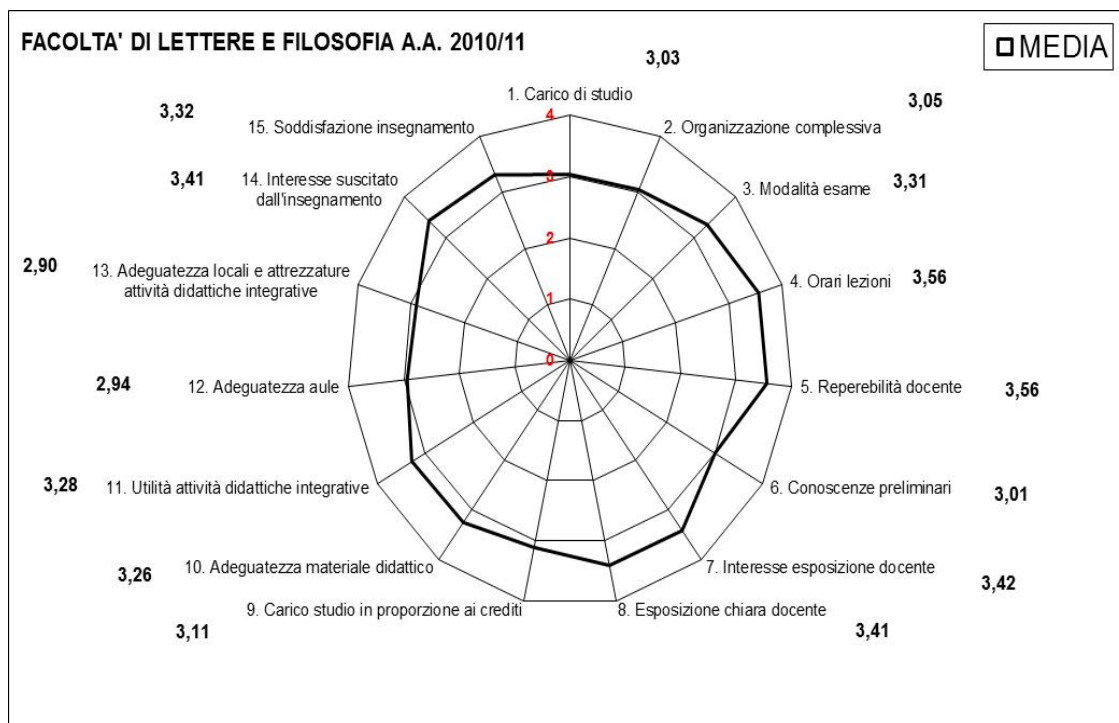 FACOLTA' DI LETTERE E FILOSOFIA A.A. 2010/11
MEDIA
3,03
1. Carico di studio
3,05
2. Organizzazione complessiva
3,31
3. Modalità esame
3,56
4. Orari lezioni
3,56
5. Reperebilità docente
3,01
6. Conoscenze preliminari
3,42
7. Interesse esposizione docente
3,41
8. Esposizione chiara docente
3,11
9. Carico studio in proporzione ai crediti
3,26
10. Adeguatezza materiale didattico
3,28
11. Utilità attività didattiche integrative
2,94
12. Adeguatezza aule
2,90
13. Adeguatezza locali e attrezzature
attività didattiche integrative
3,41
14. Interesse suscitato
dall'insegnamento
3,32
15. Soddisfazione insegnamento
4
3
2
1
0